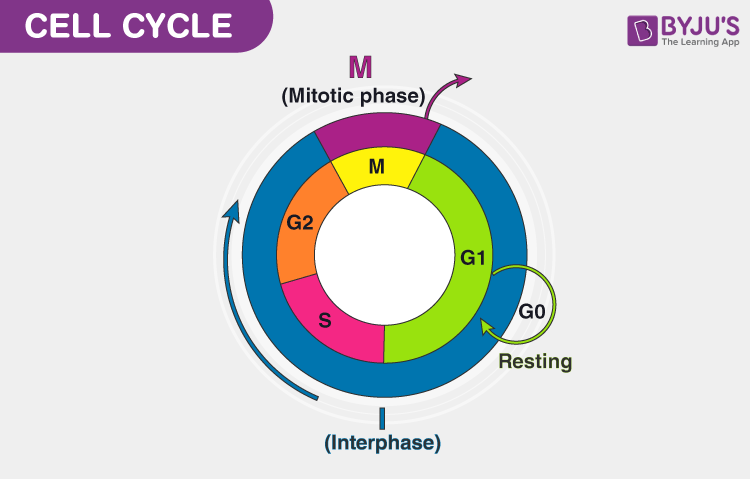 CELL CYCLE
BYJU'S
The Learning App
M
(Mitotic phase)
M
G2
G1
S
G0
Resting
I
(Interphase)